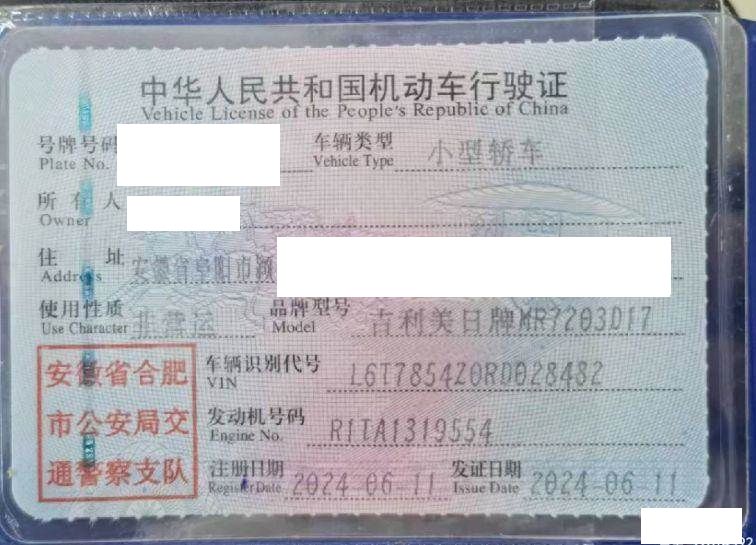 中华人民共和国机动车行驶证
Vehicle License of the People's Republic of China
号牌号码 车辆类型 小型轿车
Plate No. Vehicle Type
所有人
Owner
住址 安徽省阜阳市颍
Address
使用性质 非营运 品牌型号 吉利美日牌MR7203D17
Use Character Model
安徽省合肥
市公安局交
通警察支队
车辆识别代号 L6T7854Z0RD028482
VIN
发动机号码 R1TA1319554
Engine No.
注册日期 2024-06-11 发证日期 2024-06-11
Register Date Issue Date